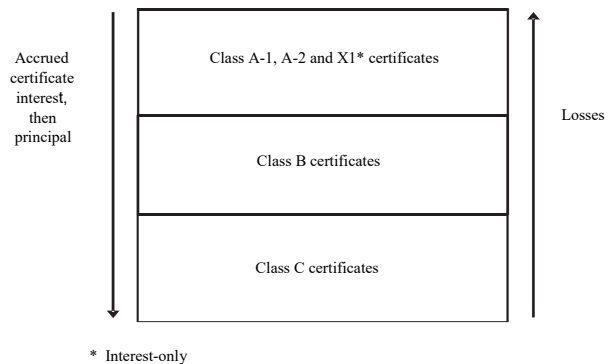 Accrued
certificate
interest,
then
principal
Class A-1, A-2 and X1* certificates
Class B certificates
Class C certificates
Losses
* Interest-only